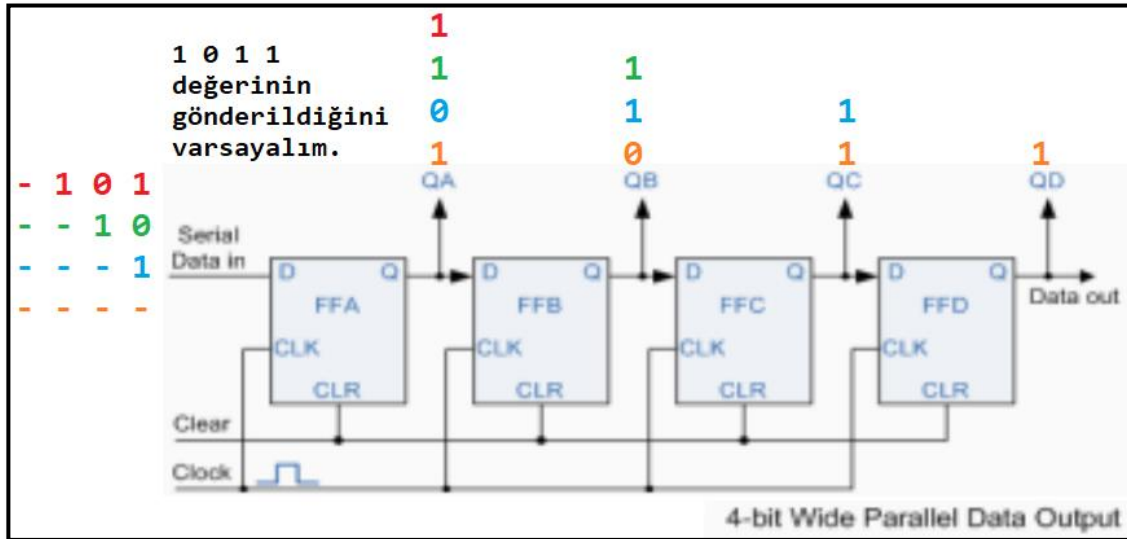 1
1 0 1 1
değerinin
gönderildiğini
varsayalım.
1 1
0 1 1
1 0 1 1
QA QB QC QD
- 1 0 1
- - 1 0
- - - 1
- - - -
Serial
Data in
D Q D Q D Q D Q
FFA FFB FFC FFD
Data out
CLK CLK CLK CLK
CLR CLR CLR CLR
Clear
Clock
4-bit Wide Parallel Data Output